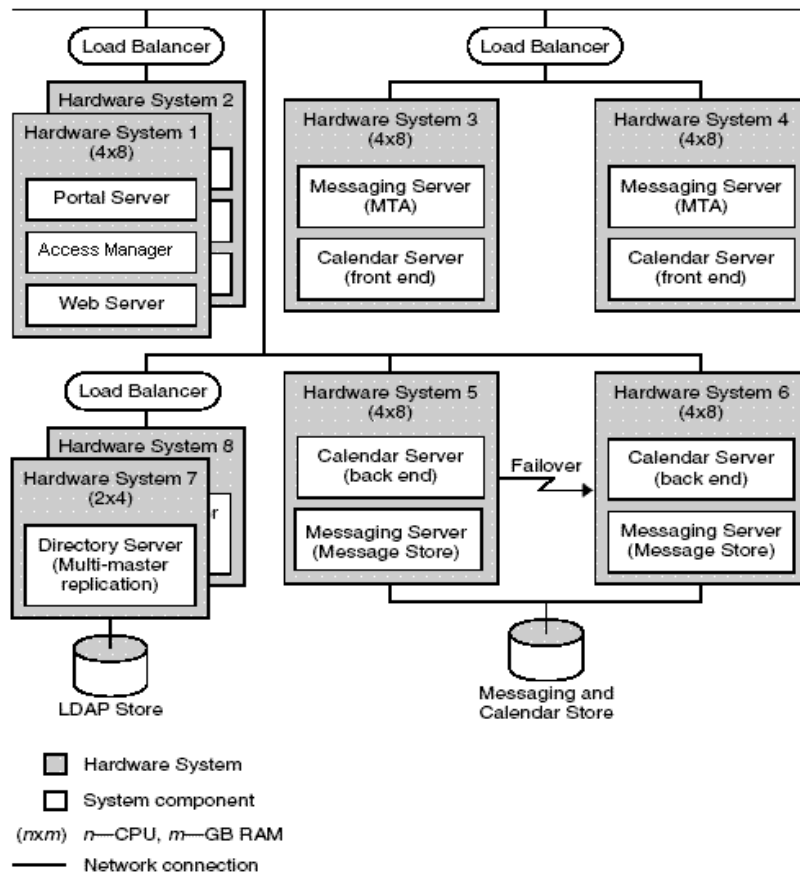 Load Balancer
Load Balancer
Hardware System 2
Hardware System 1
(4x8)
Portal Server
Access Manager
Web Server
Hardware System 3
(4x8)
Messaging Server
(MTA)
Calendar Server
(front end)
Hardware System 4
(4x8)
Messaging Server
(MTA)
Calendar Server
(front end)
Load Balancer
Hardware System 8
Hardware System 7
(2x4)
Directory Server
(Multi-master
replication)
LDAP Store
Hardware System 5
(4x8)
Calendar Server
(back end)
Messaging Server
(Message Store)
Failover
Hardware System 6
(4x8)
Calendar Server
(back end)
Messaging Server
(Message Store)
Messaging and
Calendar Store
Hardware System
System component
(nxm) n—CPU, m—GB RAM
Network connection